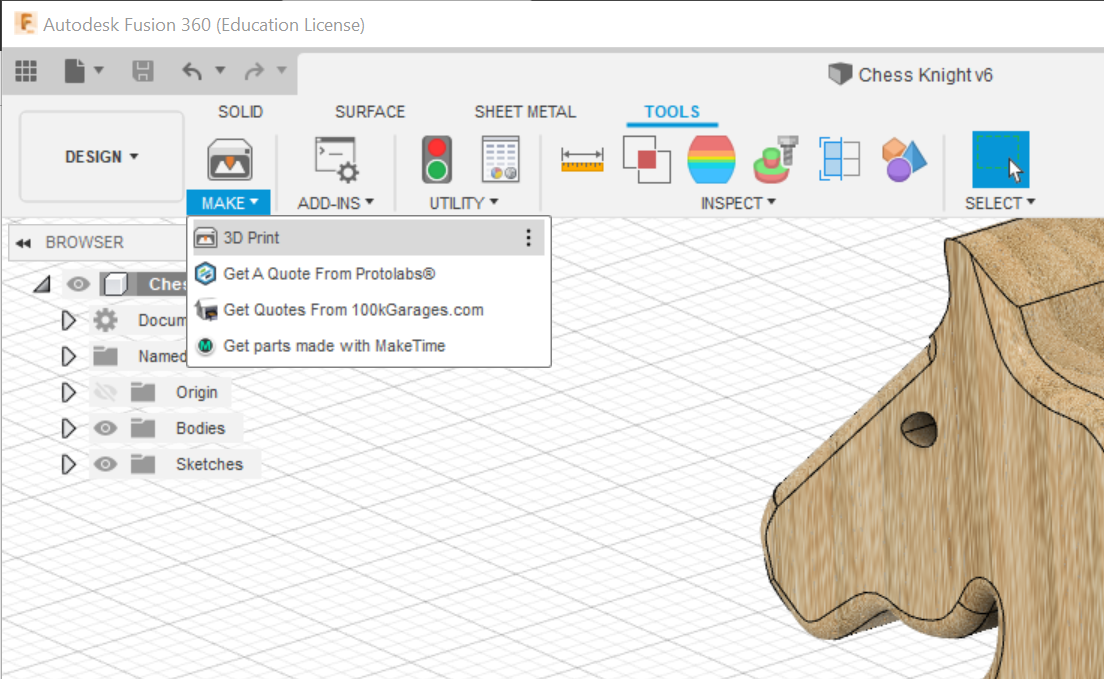 Autodesk Fusion 360 (Education License)
Chess Knight v6
SOLID SURFACE SHEET METAL TOOLS
DESIGN
MAKE ADD-INS UTILITY INSPECT SELECT
BROWSER
3D Print
Get A Quote From Protolabs®
Get Quotes From 100kGarages.com
Get parts made with MakeTime
Ches
Docum
Named
Origin
Bodies
Sketches